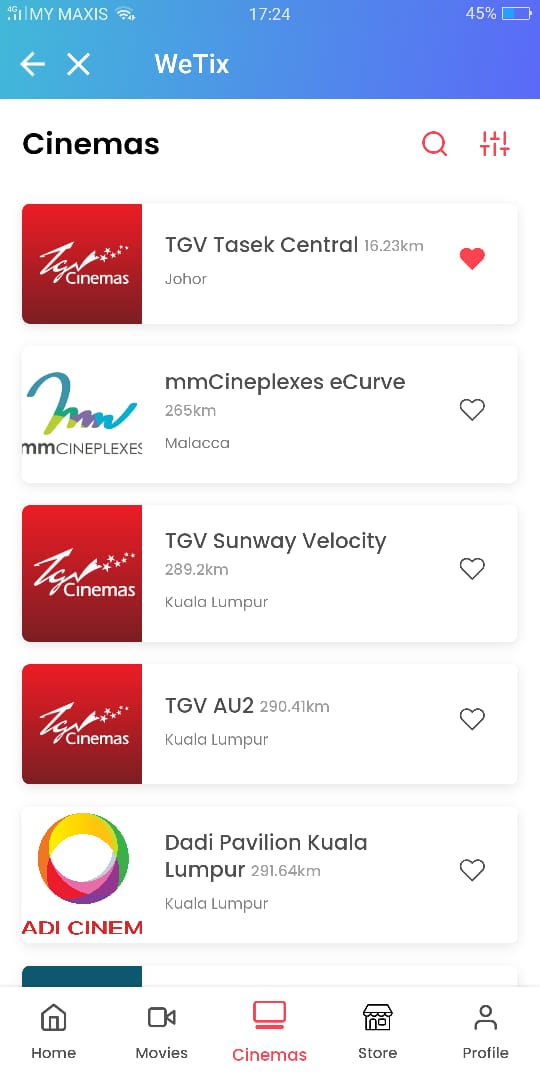 4G MY MAXIS 17:24 45%
WeTix
Cinemas
TGV Cinemas
TGV Tasek Central 16.23km
Johor
mm
mmCINEPLEXES
mmCineplexes eCurve
265km
Malacca
TGV Cinemas
TGV Sunway Velocity
289.2km
Kuala Lumpur
TGV Cinemas
TGV AU2 290.41km
Kuala Lumpur
ADI CINEM
Dadi Pavilion Kuala
Lumpur 291.64km
Kuala Lumpur
Home Movies Cinemas Store Profile